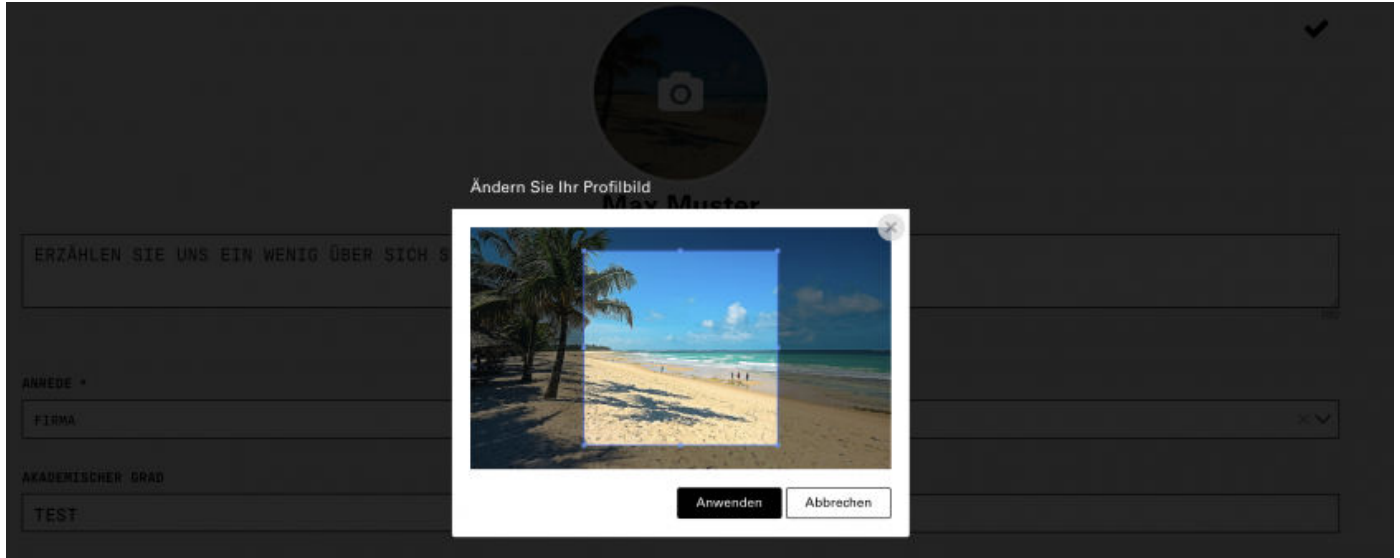 Ändern Sie Ihr Profilbild
Max Muster
ERZÄHLEN SIE UNS EIN WENIG ÜBER SICH S
ANREDE *
FIRMA
AKADEMISCHER GRAD
TEST
Anwenden
Abbrechen